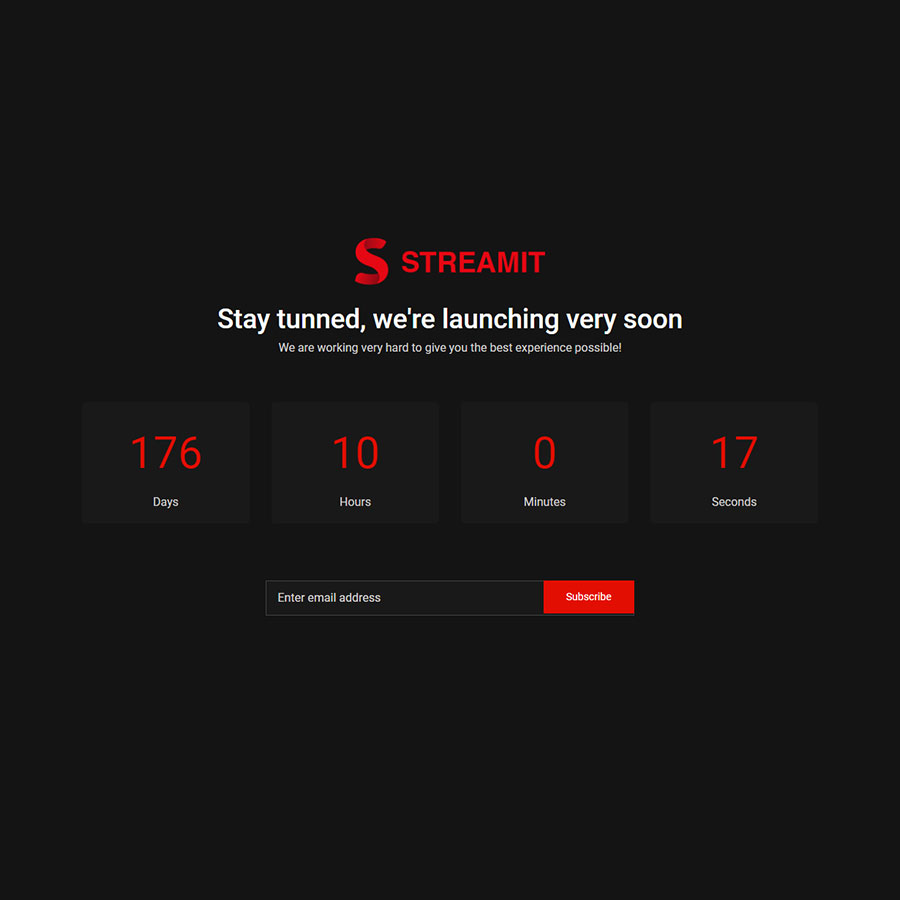 STREAMIT
Stay tunned, we're launching very soon
We are working very hard to give you the best experience possible!
176 10 0 17
Days Hours Minutes Seconds
Enter email address Subscribe